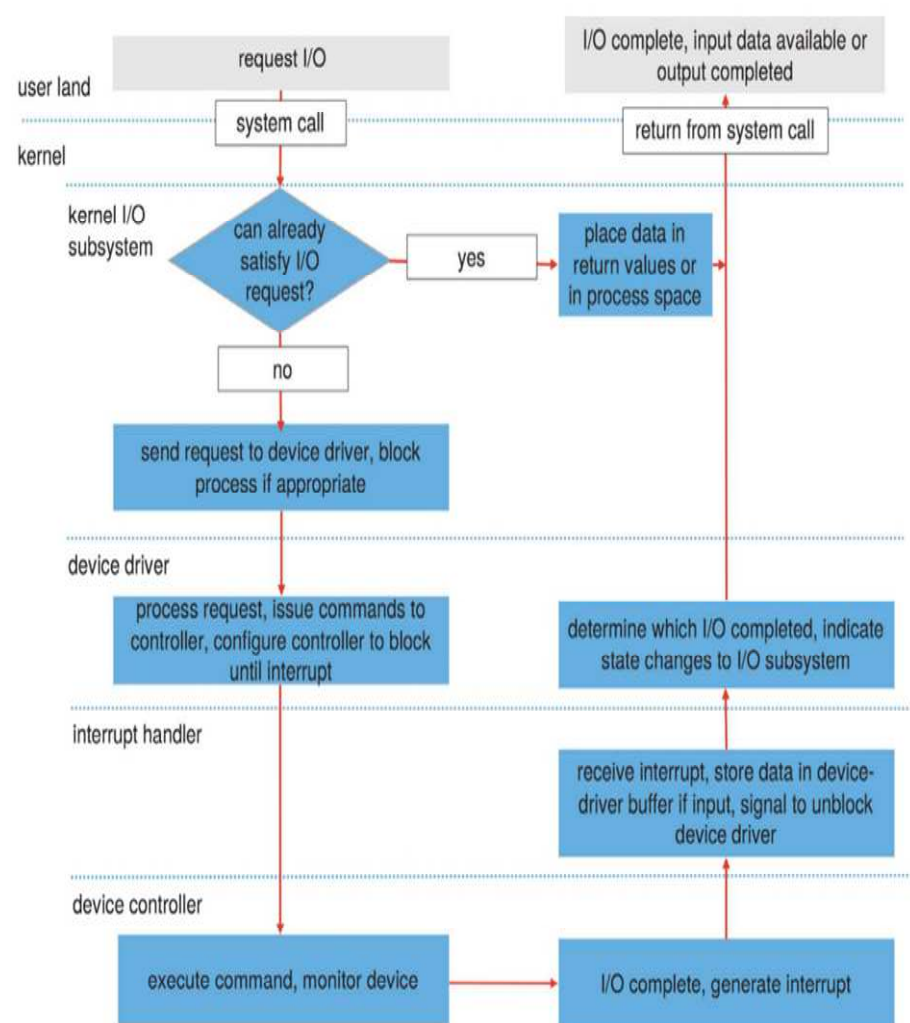 request I/O
I/O complete, input data available or
output completed
user land
system call
return from system call
kernel
kernel I/O
subsystem
can already
satisfy I/O
request?
yes
place data in
return values or
in process space
no
send request to device driver, block
process if appropriate
device driver
process request, issue commands to
controller, configure controller to block
until interrupt
determine which I/O completed, indicate
state changes to I/O subsystem
interrupt handler
receive interrupt, store data in device-
driver buffer if input, signal to unblock
device driver
device controller
execute command, monitor device
I/O complete, generate interrupt